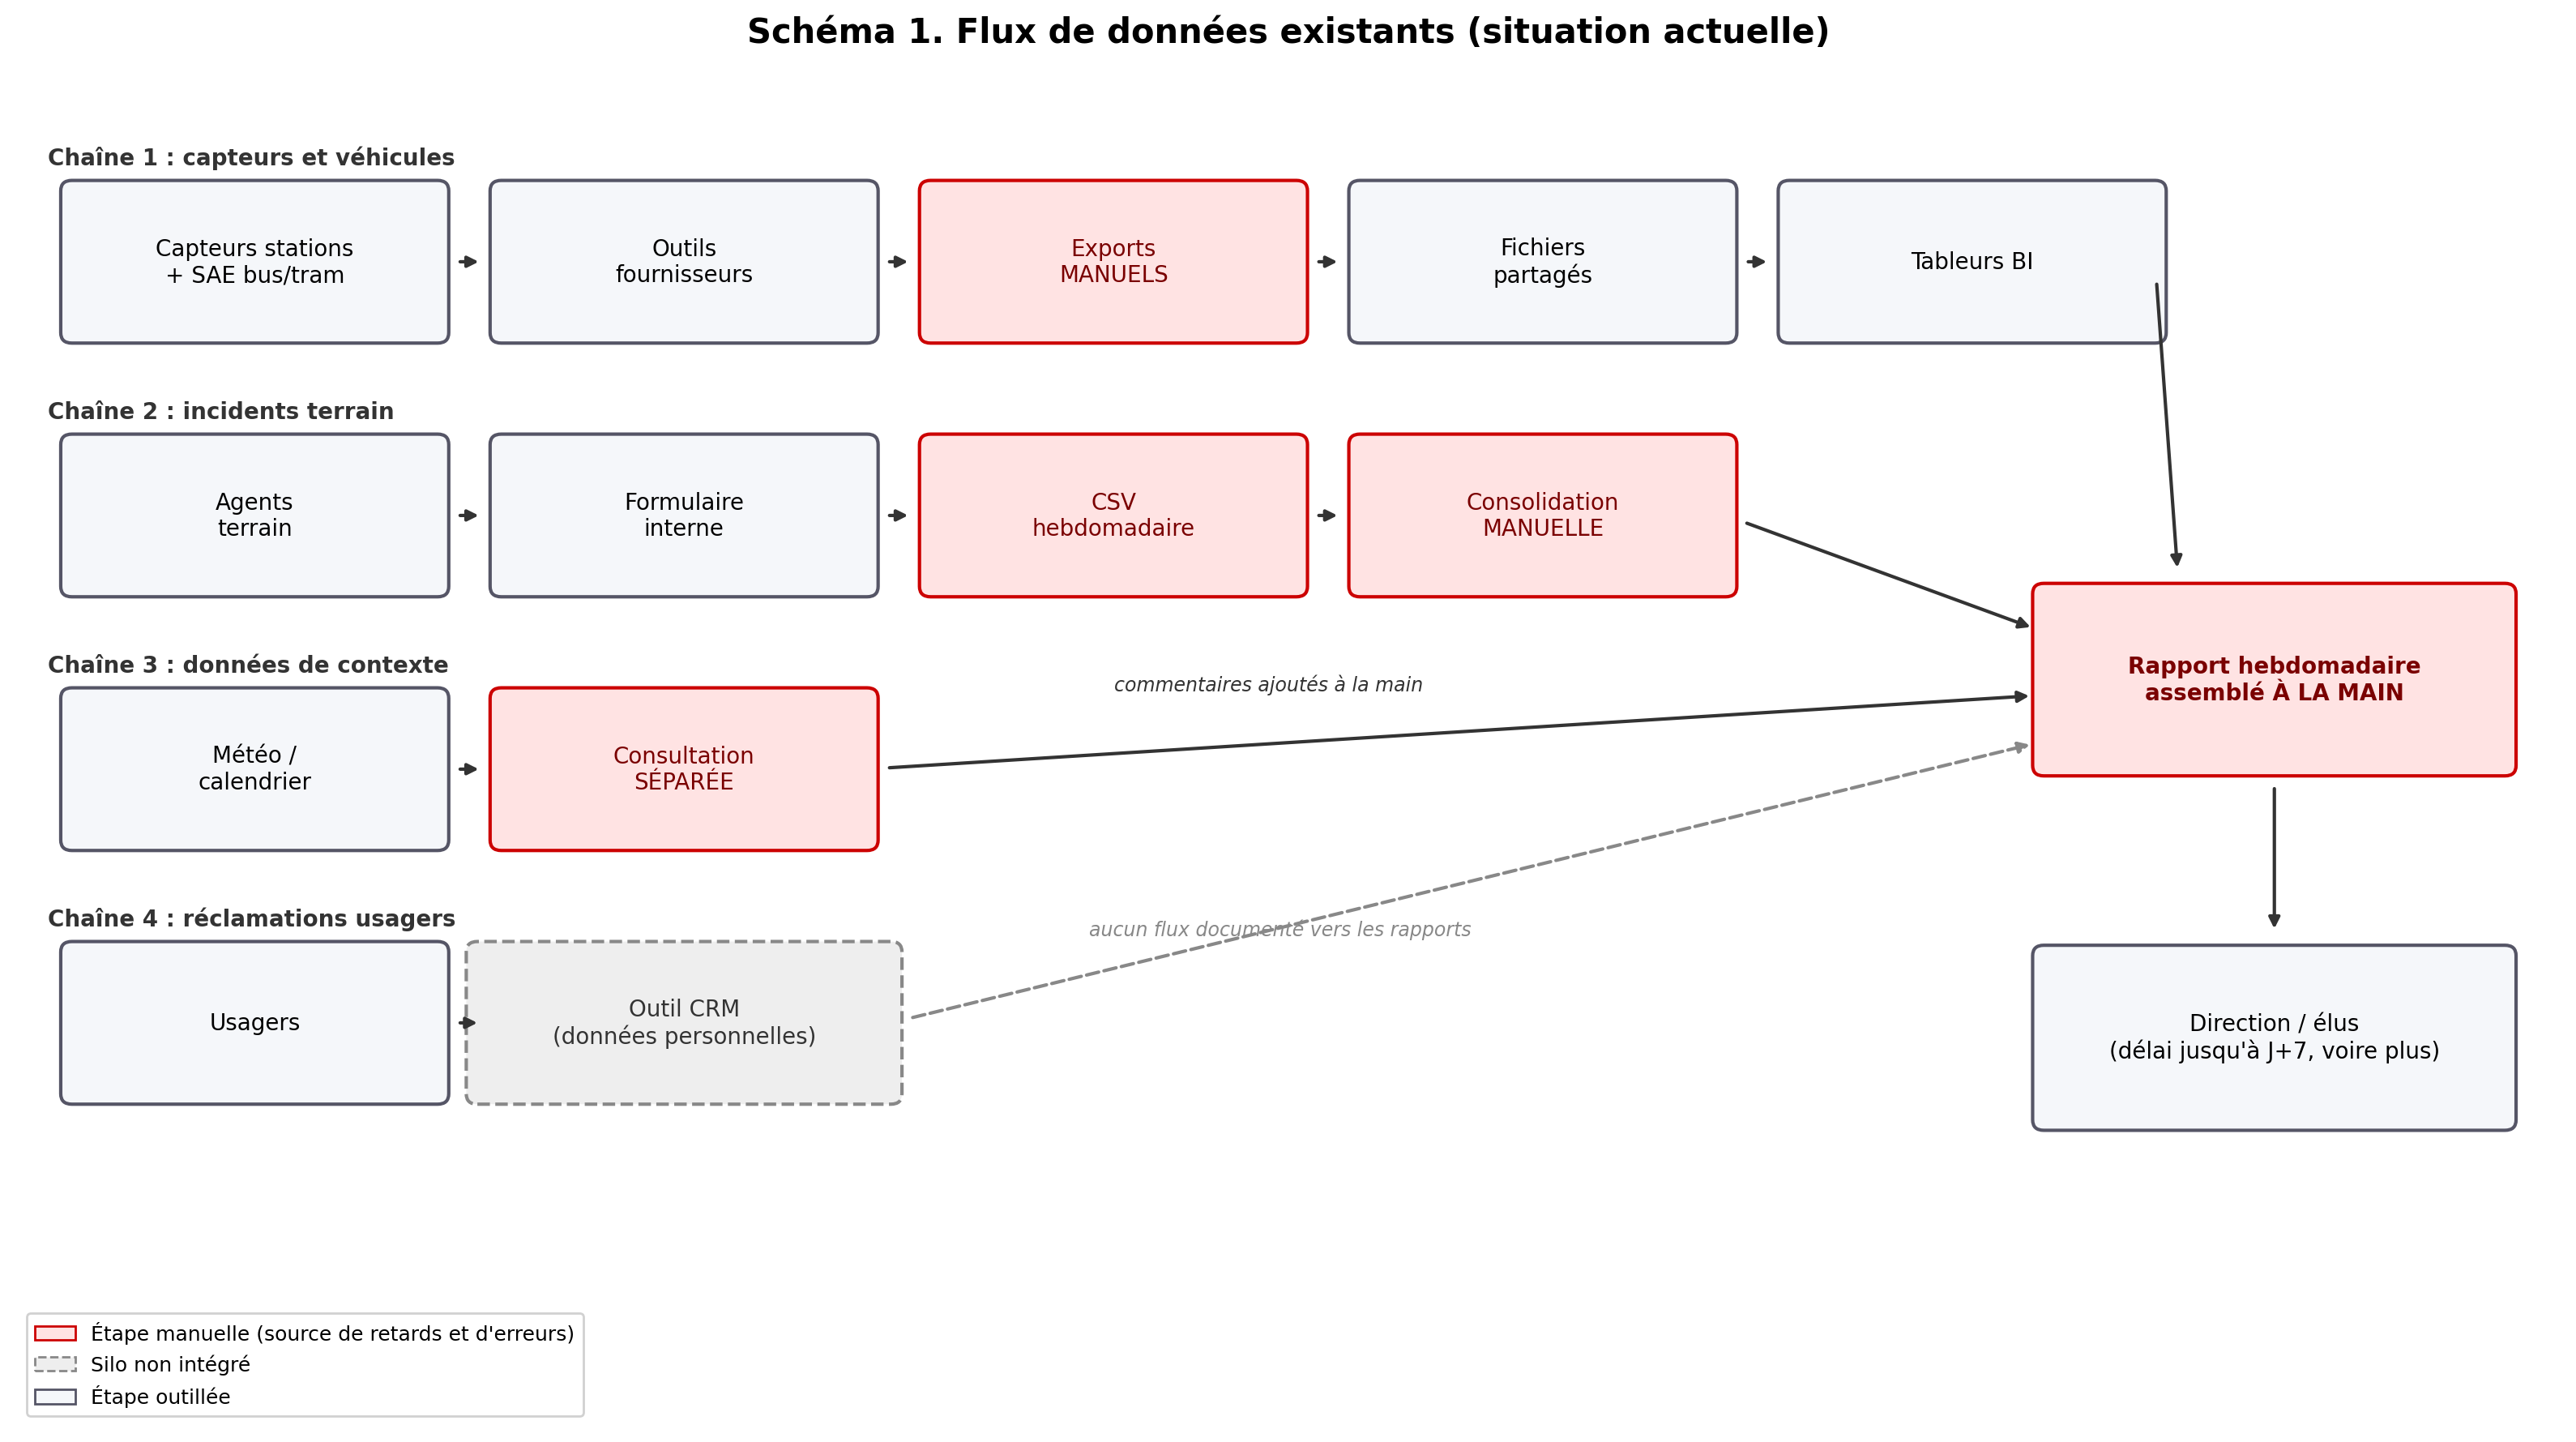 Schéma 1. Flux de données existants (situation actuelle)
Chaîne 1 : capteurs et véhicules
Capteurs stations
+ SAE bus/tram
Outils
fournisseurs
Exports
MANUELS
Fichiers
partagés
Tableurs BI
Chaîne 2 : incidents terrain
Agents
terrain
Formulaire
interne
CSV
hebdomadaire
Consolidation
MANUELLE
Chaîne 3 : données de contexte
Météo /
calendrier
Consultation
SÉPARÉE
commentaires ajoutés à la main
Rapport hebdomadaire
assemblé À LA MAIN
Chaîne 4 : réclamations usagers
Usagers
Outil CRM
(données personnelles)
aucun flux documenté vers les rapports
Direction / élus
(délai jusqu'à J+7, voire plus)
Étape manuelle (source de retards et d'erreurs)
Silo non intégré
Étape outillée